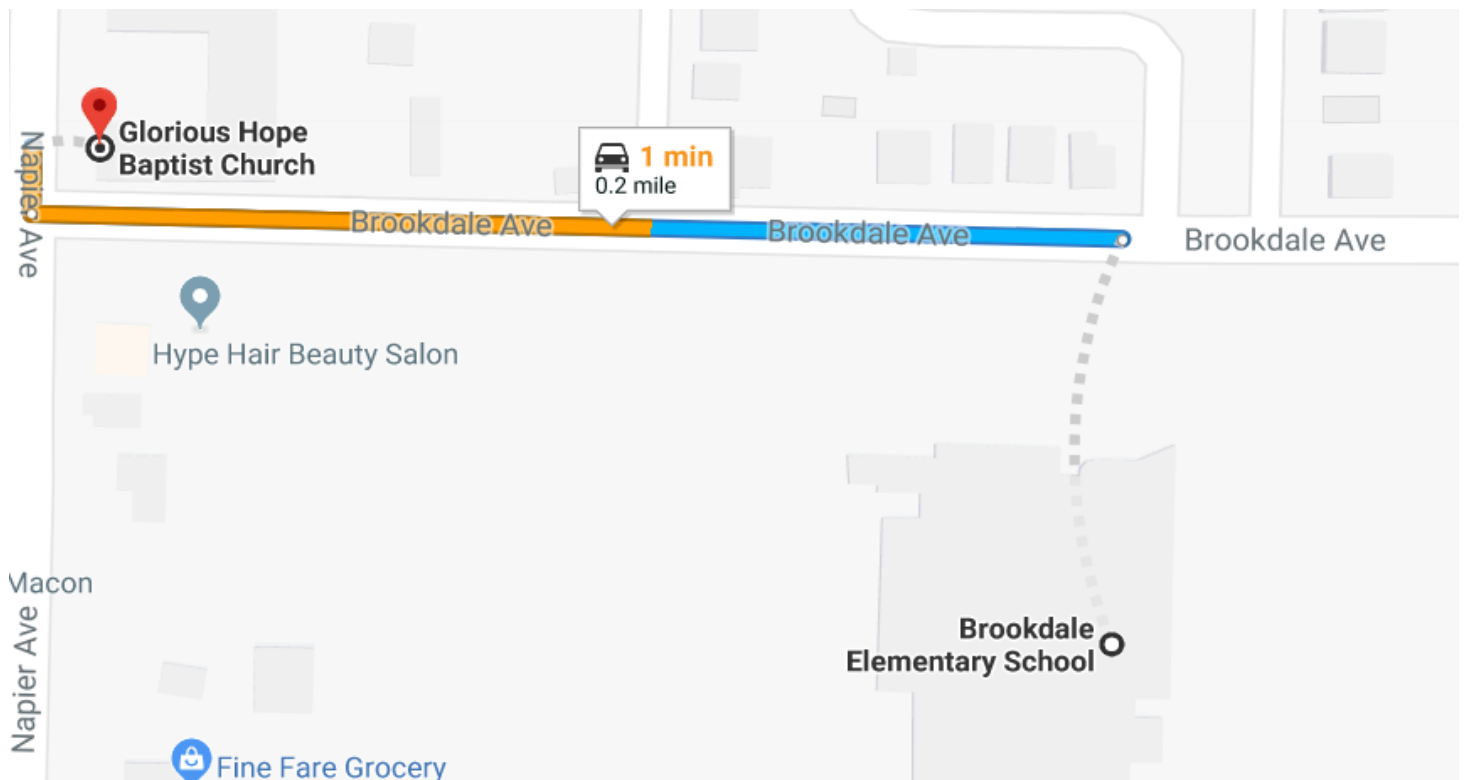 Glorious Hope
Baptist Church
Napier Ave
1 min
0.2 mile
Brookdale Ave
Brookdale Ave
Brookdale Ave
Hype Hair Beauty Salon
Macon
Napier Ave
Brookdale
Elementary School
Fine Fare Grocery